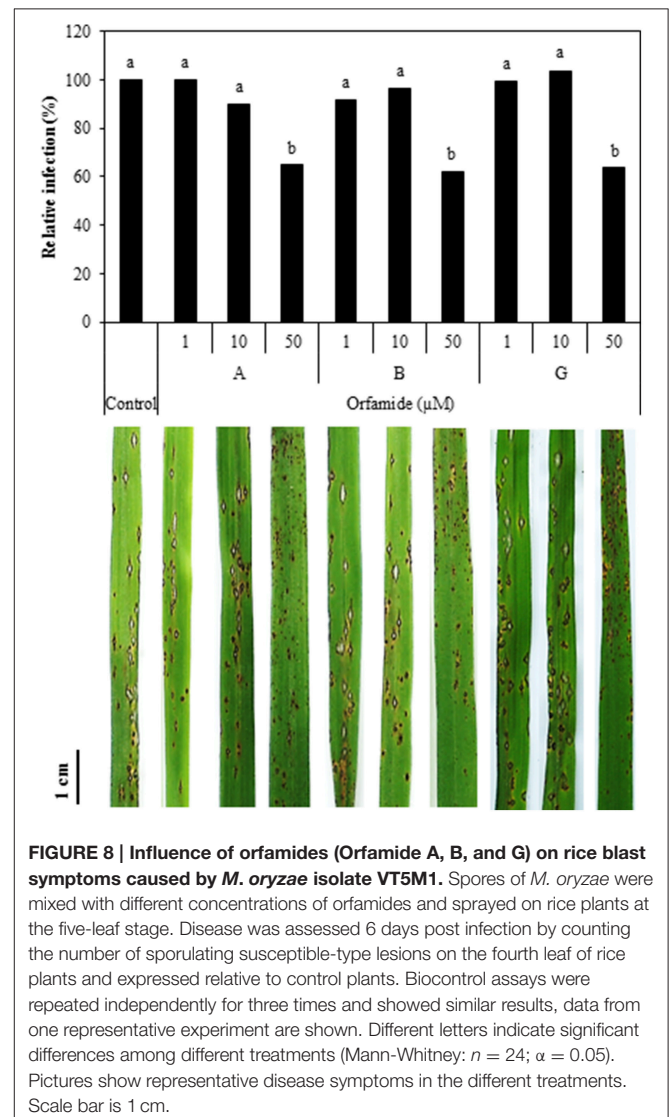 120
a
a
a
a
a
a
a
b
b
b
100
80
60
40
20
0
Relative infection (%)
1 10 50 1 10 50 1 10 50
A B G
Control Orfamide (µM)
1 cm
FIGURE 8 | Influence of orfamides (Orfamide A, B, and G) on rice blast
symptoms caused by M. oryzae isolate VT5M1. Spores of M. oryzae were
mixed with different concentrations of orfamides and sprayed on rice plants at
the five-leaf stage. Disease was assessed 6 days post infection by counting
the number of sporulating susceptible-type lesions on the fourth leaf of rice
plants and expressed relative to control plants. Biocontrol assays were
repeated independently for three times and showed similar results, data from
one representative experiment are shown. Different letters indicate significant
differences among different treatments (Mann-Whitney: n = 24; α = 0.05).
Pictures show representative disease symptoms in the different treatments.
Scale bar is 1 cm.